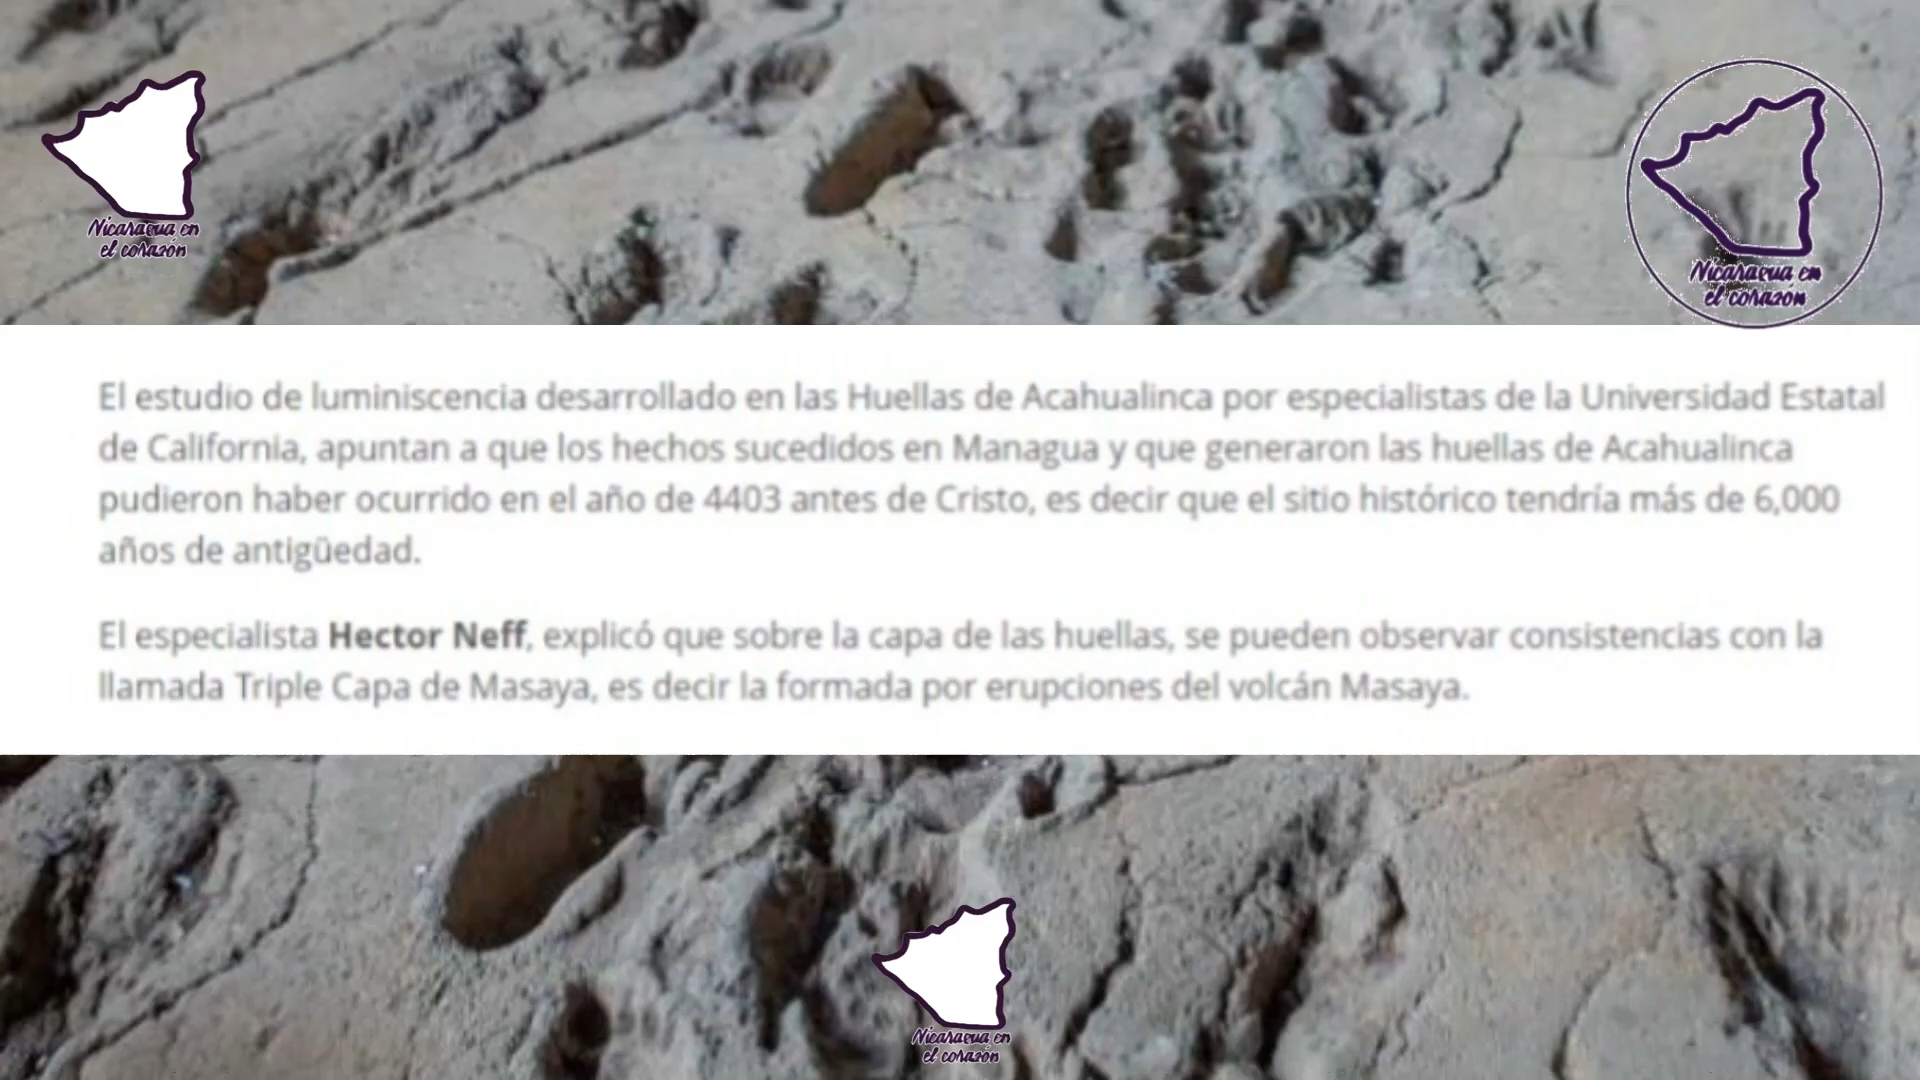 Nicaragua en
el corazón
Nicaragua en
el corazón
El estudio de luminiscencia desarrollado en las Huellas de Acahualinca por especialistas de la Universidad Estatal
de California, apuntan a que los hechos sucedidos en Managua y que generaron las huellas de Acahualinca
pudieron haber ocurrido en el año de 4403 antes de Cristo, es decir que el sitio histórico tendría más de 6,000
años de antigüedad.
El especialista Hector Neff, explicó que sobre la capa de las huellas, se pueden observar consistencias con la
llamada Triple Capa de Masaya, es decir la formada por erupciones del volcán Masaya.
Nicaragua en
el corazón